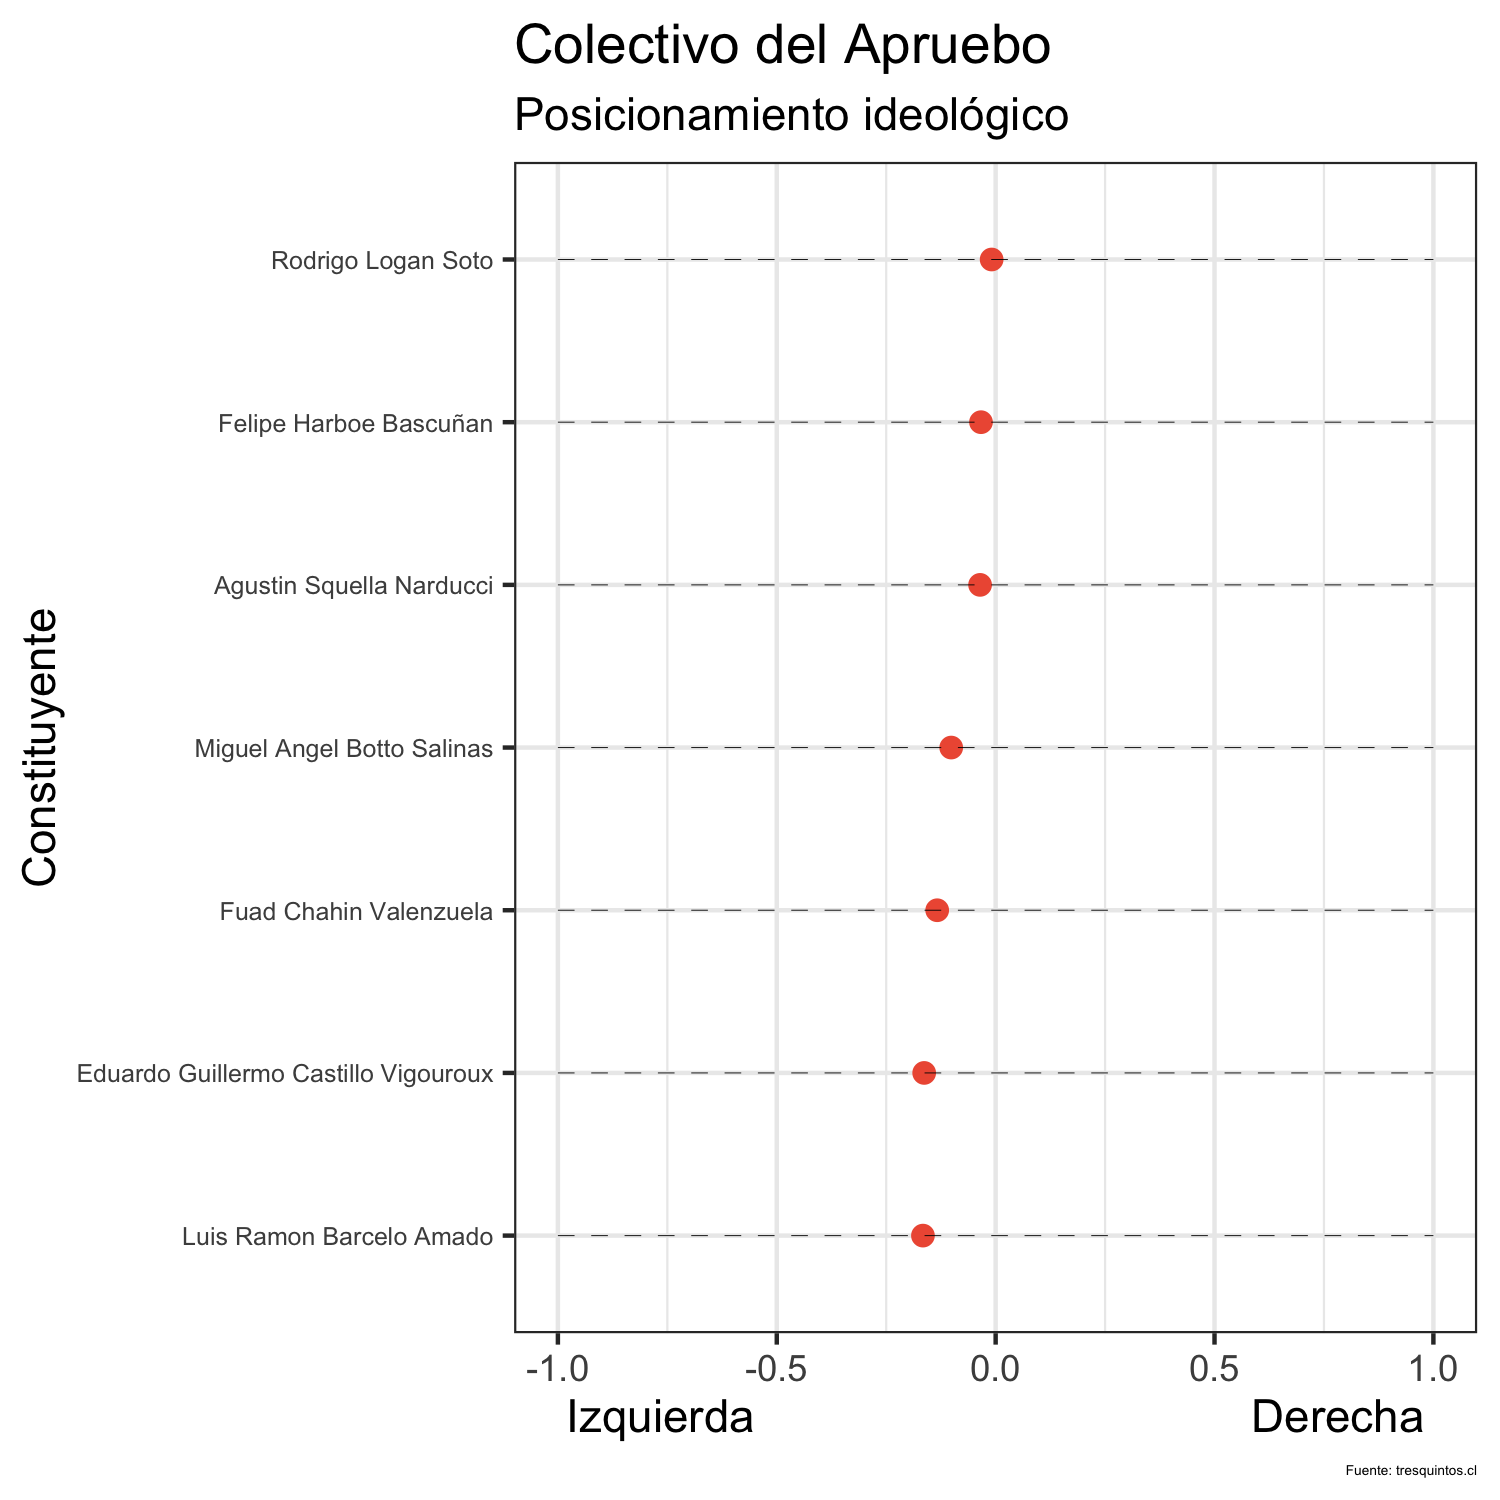 Colectivo del Apruebo
Posicionamiento ideológico
Constituyente
Rodrigo Logan Soto
Felipe Harboe Bascuñan
Agustin Squella Narducci
Miguel Angel Botto Salinas
Fuad Chahin Valenzuela
Eduardo Guillermo Castillo Vigouroux
Luis Ramon Barcelo Amado
-1.0 -0.5 0.0 0.5 1.0
Izquierda Derecha
Fuente: tresquintos.cl